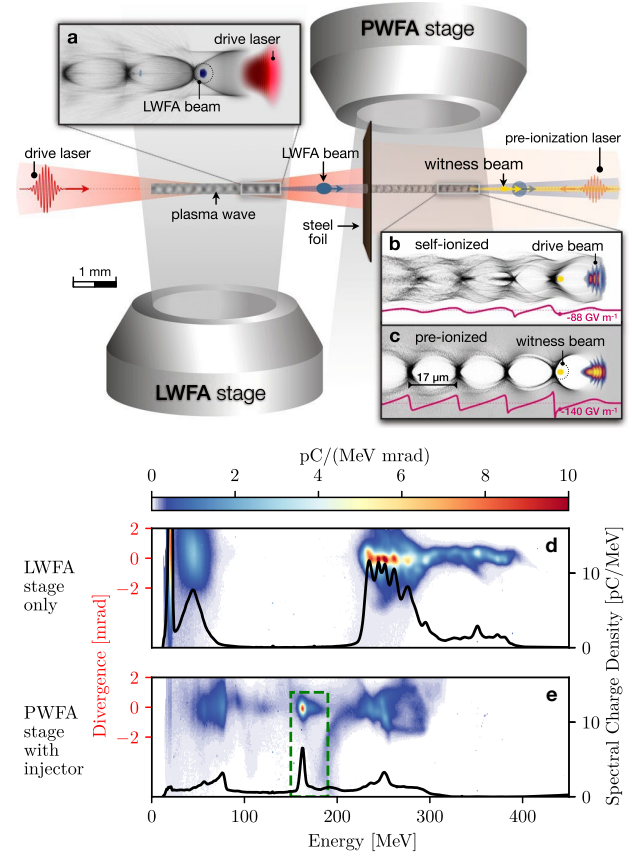 PWFA stage
a
drive laser
LWFA beam
drive laser
LWFA beam
witness beam
pre-ionization laser
plasma wave
steel
foil
1 mm
b
self-ionized
drive beam
-88 GV m⁻¹
c
pre-ionized
witness beam
17 μm
-140 GV m⁻¹
LWFA stage
pC/(MeV mrad)
0 2 4 6 8 10
LWFA
stage
only
2
0
−2
d
10
0
PWFA
stage
with
injector
2
0
−2
e
10
0
Divergence [mrad]
Spectral Charge Density [pC/MeV]
0 100 200 300 400
Energy [MeV]